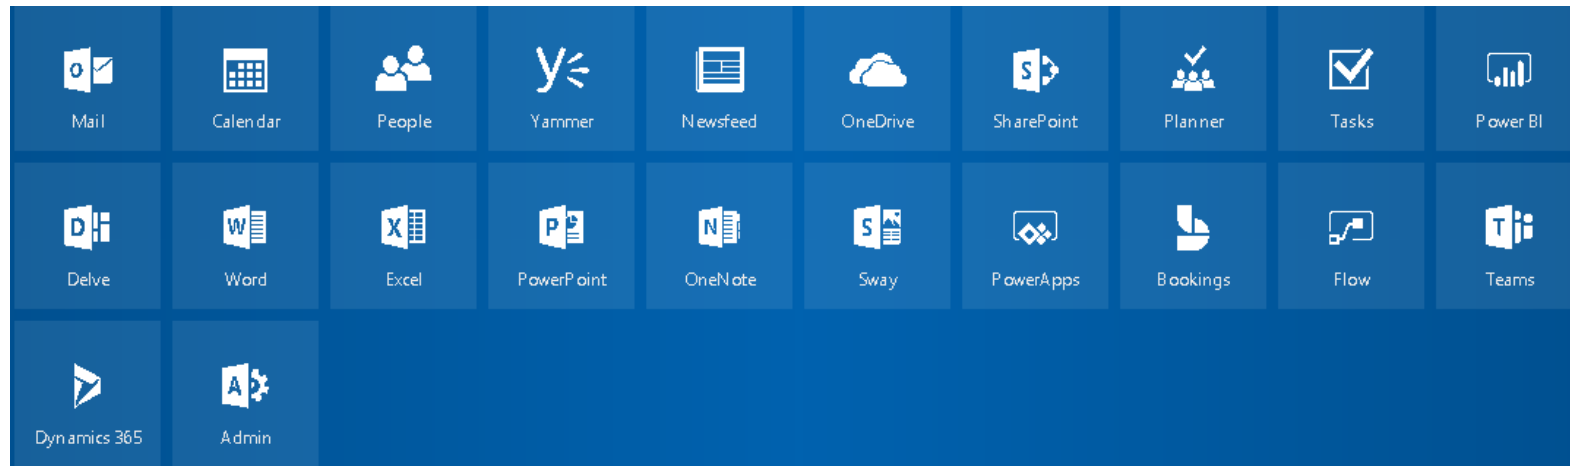 Mail Calendar People Yammer Newsfeed OneDrive SharePoint Planner Tasks Power BI
Delve Word Excel PowerPoint OneNote Sway PowerApps Bookings Flow Teams
Dynamics 365 Admin